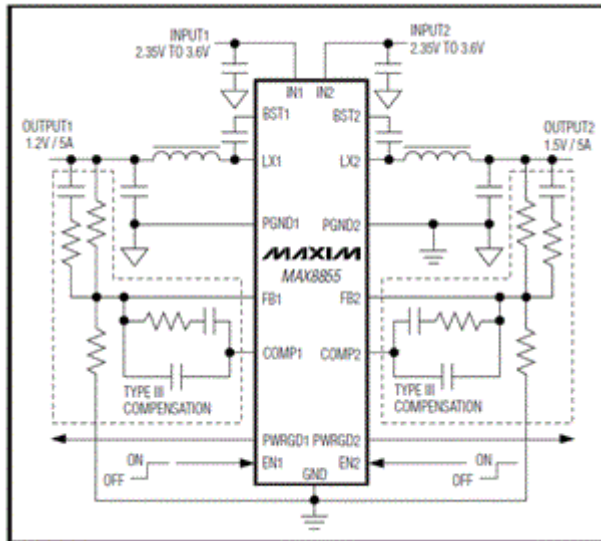 INPUT1
2.35V TO 3.6V
INPUT2
2.35V TO 3.6V
IN1 IN2
BST1 BST2
OUTPUT1
1.2V / 5A
OUTPUT2
1.5V / 5A
LX1 LX2
PGND1 PGND2
MAXIM
MAX8855
FB1 FB2
COMP1 COMP2
TYPE III
COMPENSATION
TYPE III
COMPENSATION
PWRGD1 PWRGD2
ON
OFF
EN1 EN2
ON
OFF
GND